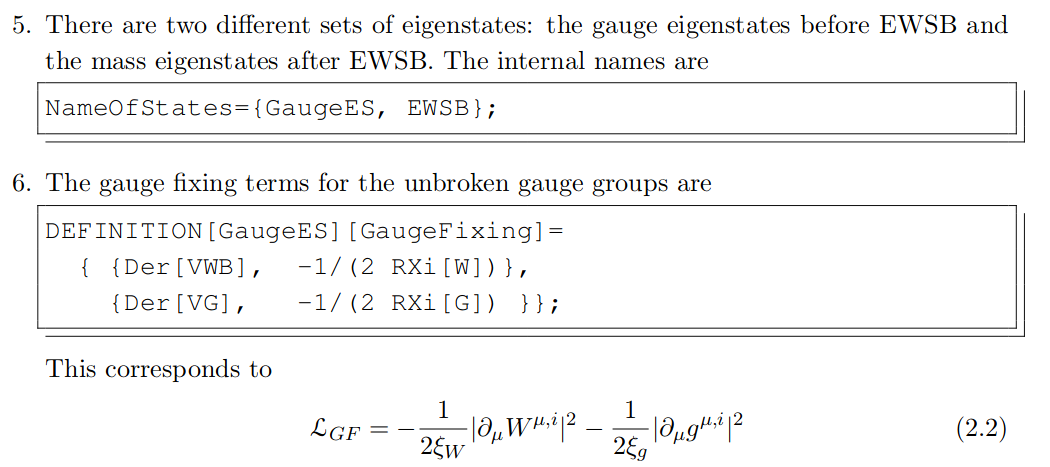 5. There are two different sets of eigenstates: the gauge eigenstates before EWSB and
the mass eigenstates after EWSB. The internal names are
NameOfStates={GaugeES, EWSB};
6. The gauge fixing terms for the unbroken gauge groups are
DEFINITION[GaugeES][GaugeFixing]=
{ {Der[VWB], -1/(2 RXi[W])},
{Der[VG], -1/(2 RXi[G]) }};
This corresponds to
$\mathcal{L}_{GF} = -\frac{1}{2\xi_W}|\partial_\mu W^{\mu,i}|^2 - \frac{1}{2\xi_g}|\partial_\mu g^{\mu,i}|^2$ (2.2)